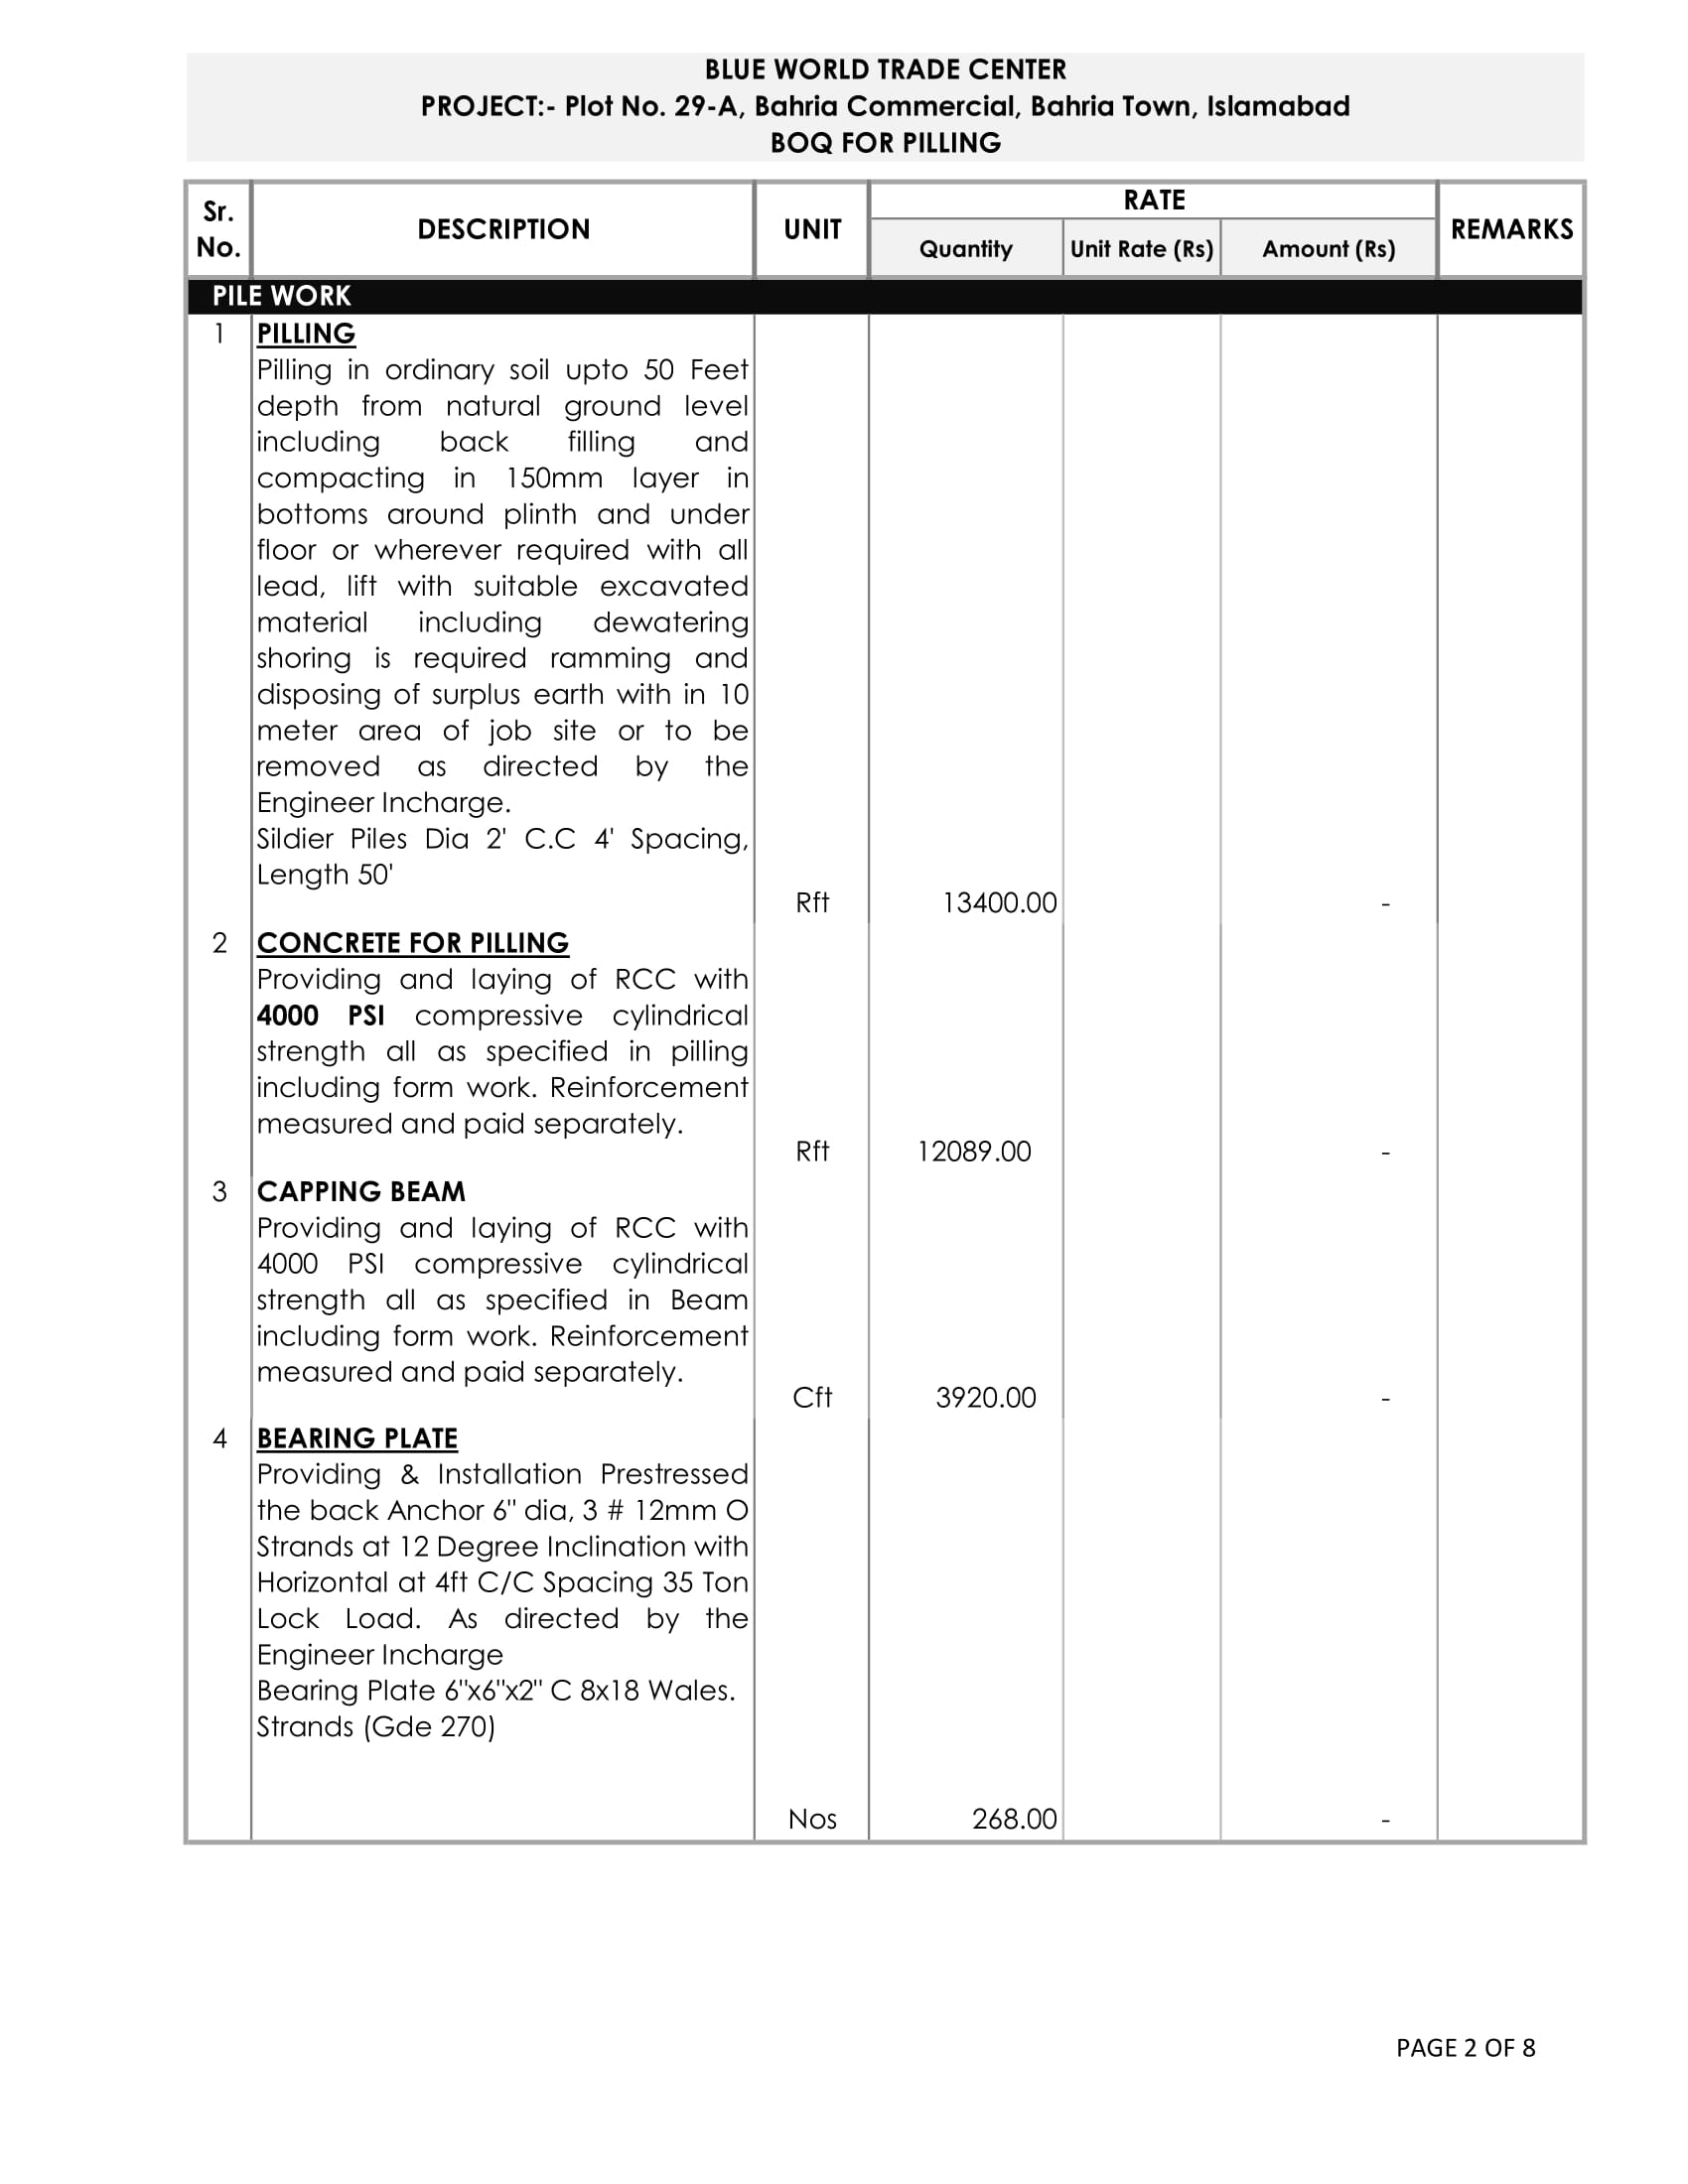 BLUE WORLD TRADE CENTER
PROJECT:- Plot No. 29-A, Bahria Commercial, Bahria Town, Islamabad
BOQ FOR PILLING
Sr. No. DESCRIPTION UNIT RATE REMARKS
Quantity Unit Rate (Rs) Amount (Rs)
PILE WORK
1 PILLING
Pilling in ordinary soil upto 50 Feet
depth from natural ground level
including back filling and
compacting in 150mm layer in
bottoms around plinth and under
floor or wherever required with all
lead, lift with suitable excavated
material including dewatering
shoring is required ramming and
disposing of surplus earth with in 10
meter area of job site or to be
removed as directed by the
Engineer Incharge.
Sildier Piles Dia 2' C.C 4' Spacing,
Length 50'
Rft 13400.00 -
2 CONCRETE FOR PILLING
Providing and laying of RCC with
4000 PSI compressive cylindrical
strength all as specified in pilling
including form work. Reinforcement
measured and paid separately.
Rft 12089.00 -
3 CAPPING BEAM
Providing and laying of RCC with
4000 PSI compressive cylindrical
strength all as specified in Beam
including form work. Reinforcement
measured and paid separately.
Cft 3920.00 -
4 BEARING PLATE
Providing & Installation Prestressed
the back Anchor 6" dia, 3 # 12mm O
Strands at 12 Degree Inclination with
Horizontal at 4ft C/C Spacing 35 Ton
Lock Load. As directed by the
Engineer Incharge
Bearing Plate 6"x6"x2" C 8x18 Wales.
Strands (Gde 270)
Nos 268.00 -
PAGE 2 OF 8